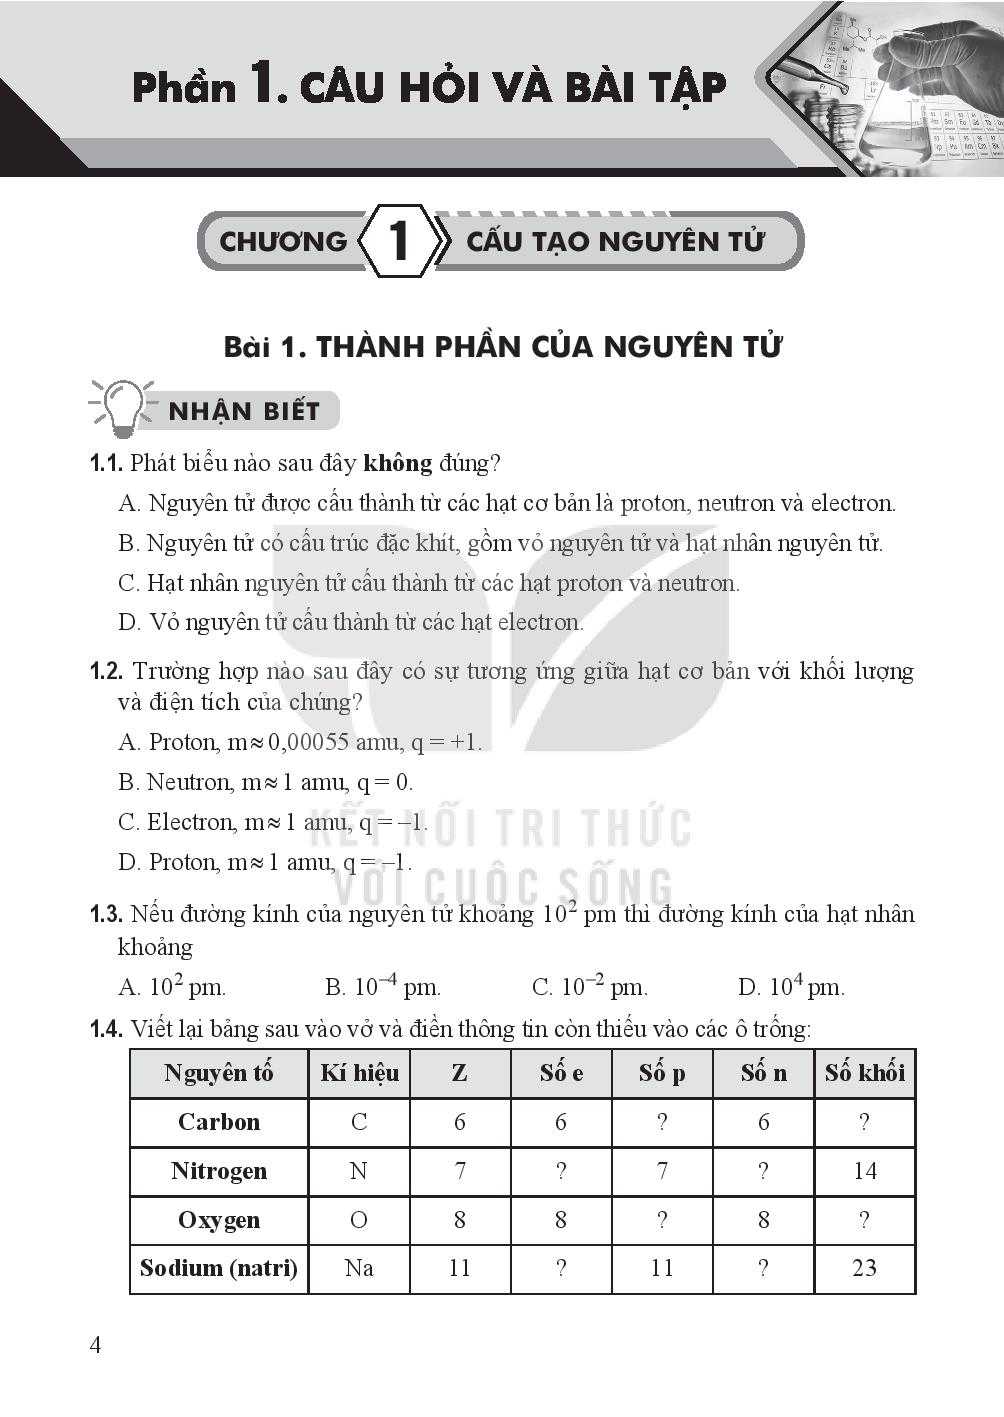 Phần 1. CÂU HỎI VÀ BÀI TẬP
CHƯƠNG 1 CẤU TẠO NGUYÊN TỬ
Bài 1. THÀNH PHẦN CỦA NGUYÊN TỬ
NHẬN BIẾT
1.1. Phát biểu nào sau đây không đúng?
A. Nguyên tử được cấu thành từ các hạt cơ bản là proton, neutron và electron.
B. Nguyên tử có cấu trúc đặc khít, gồm vỏ nguyên tử và hạt nhân nguyên tử.
C. Hạt nhân nguyên tử cấu thành từ các hạt proton và neutron.
D. Vỏ nguyên tử cấu thành từ các hạt electron.
1.2. Trường hợp nào sau đây có sự tương ứng giữa hạt cơ bản với khối lượng
và điện tích của chúng?
A. Proton, m ≈ 0,00055 amu, q = +1.
B. Neutron, m ≈ 1 amu, q = 0.
C. Electron, m ≈ 1 amu, q = –1.
D. Proton, m ≈ 1 amu, q = –1.
KẾT NỐI TRI THỨC
VỚI CUỘC SỐNG
1.3. Nếu đường kính của nguyên tử khoảng 10² pm thì đường kính của hạt nhân
khoảng
A. 10² pm. B. 10⁻⁴ pm. C. 10⁻² pm. D. 10⁴ pm.
1.4. Viết lại bảng sau vào vở và điền thông tin còn thiếu vào các ô trống:
Nguyên tố Kí hiệu Z Số e Số p Số n Số khối
Carbon C 6 6 ? 6 ?
Nitrogen N 7 ? 7 ? 14
Oxygen O 8 8 ? 8 ?
Sodium (natri) Na 11 ? 11 ? 23
4